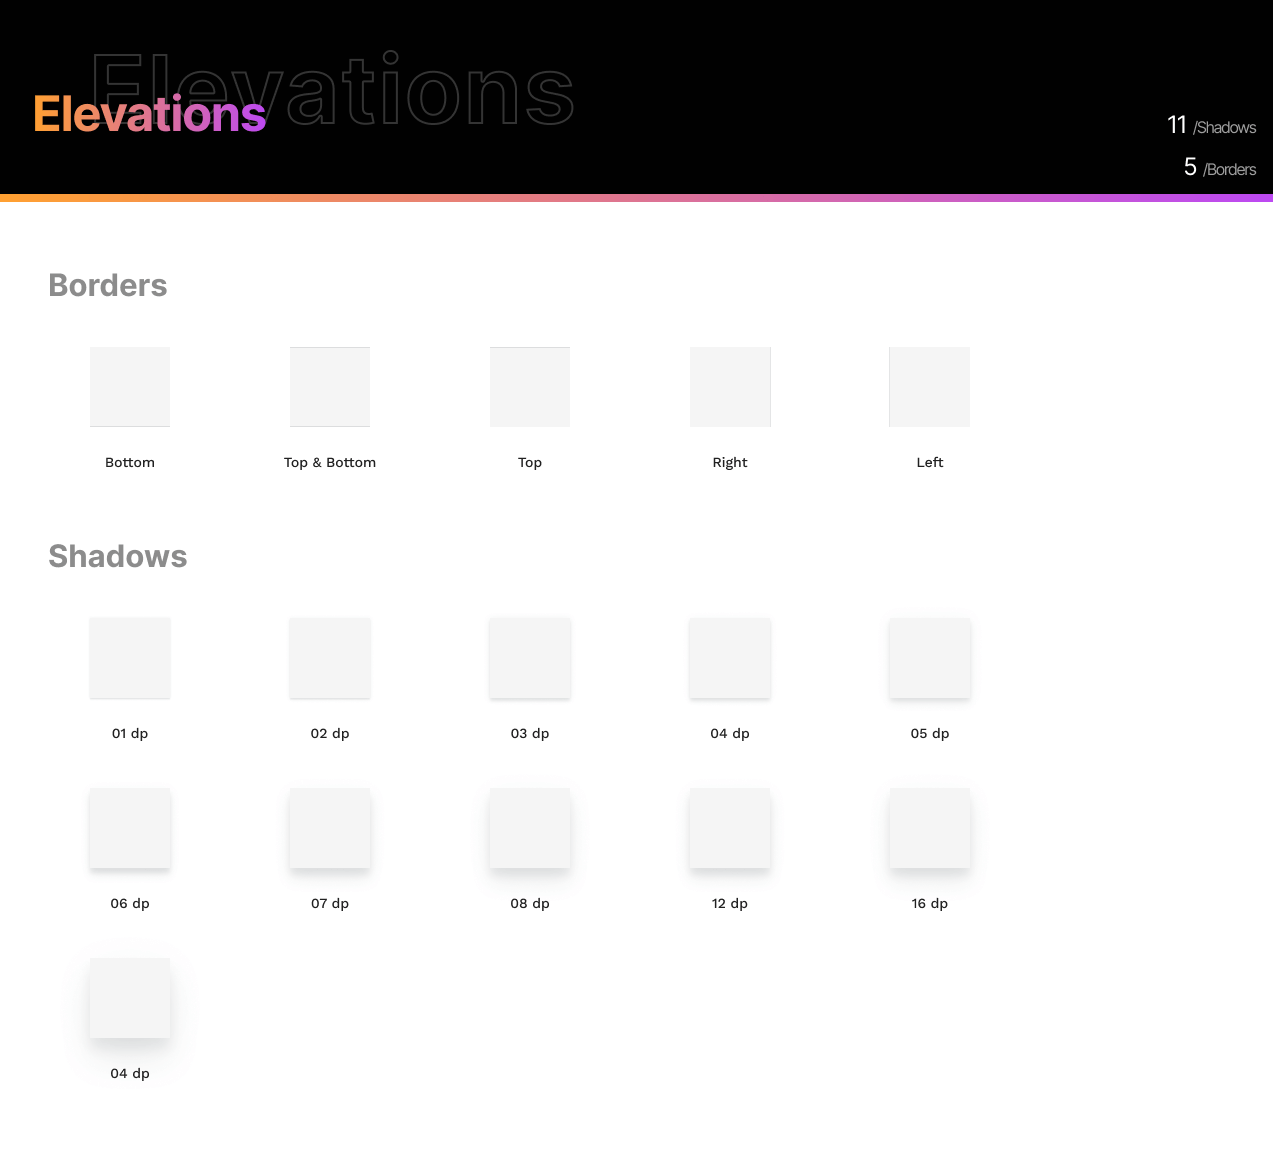 Elevations
Elevations
11 /Shadows
5 /Borders
Borders
Bottom
Top & Bottom
Top
Right
Left
Shadows
01 dp
02 dp
03 dp
04 dp
05 dp
06 dp
07 dp
08 dp
12 dp
16 dp
04 dp